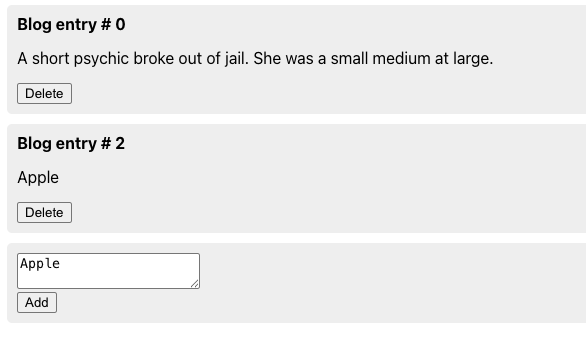 Blog entry # 0
A short psychic broke out of jail. She was a small medium at large.
Delete
Blog entry # 2
Apple
Delete
Apple
Add